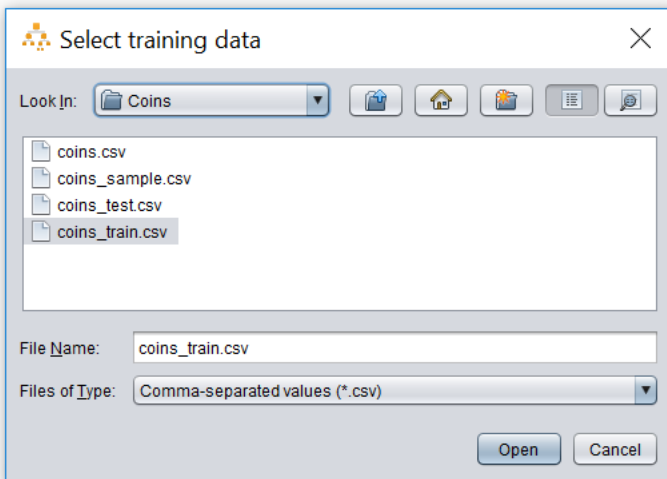 Select training data
Look In: Coins
coins.csv
coins_sample.csv
coins_test.csv
coins_train.csv
File Name: coins_train.csv
Files of Type: Comma-separated values (*.csv)
Open Cancel